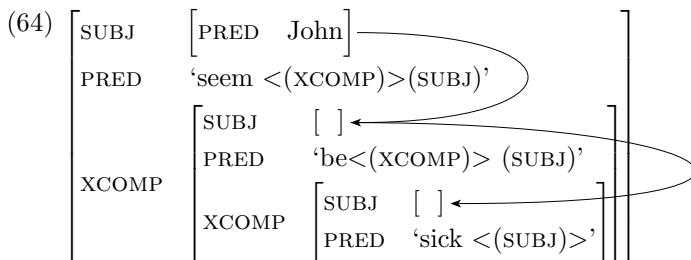 (64) SUBJ [PRED John]
PRED ‘seem <(XCOMP)>(SUBJ)’
SUBJ [ ]
PRED ‘be<(XCOMP)> (SUBJ)’
XCOMP
SUBJ [ ]
XCOMP
PRED ‘sick <(SUBJ)>’